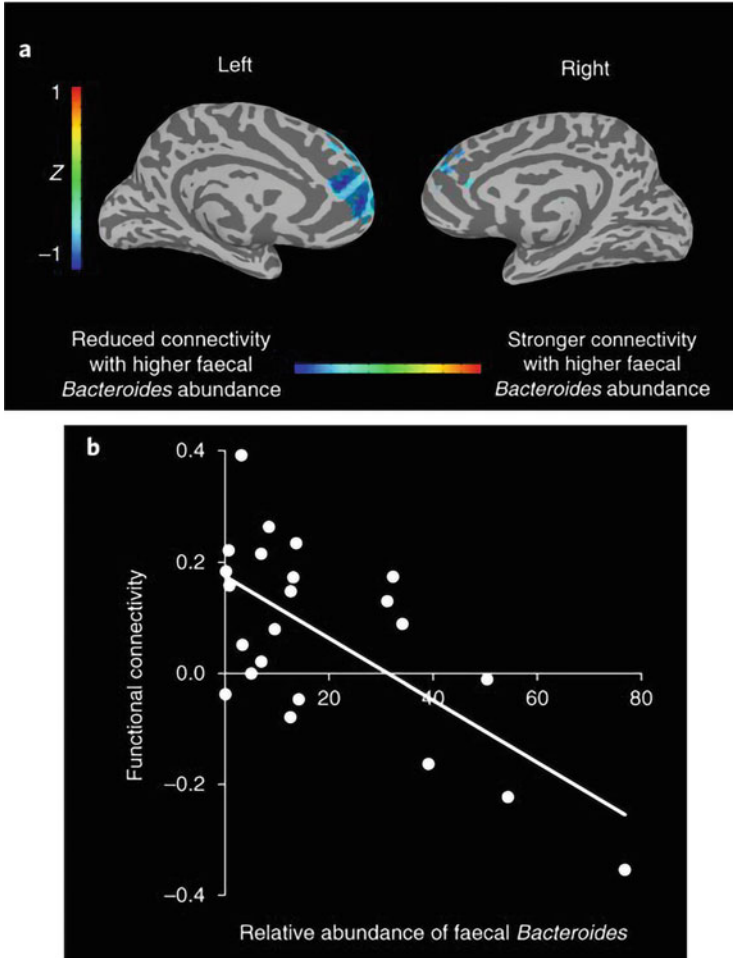 a
Left
Right
1
Z
−1
Reduced connectivity
with higher faecal
Bacteroides abundance
Stronger connectivity
with higher faecal
Bacteroides abundance
b
0.4
0.2
0.0
−0.2
−0.4
20
40
60
80
Functional connectivity
Relative abundance of faecal Bacteroides